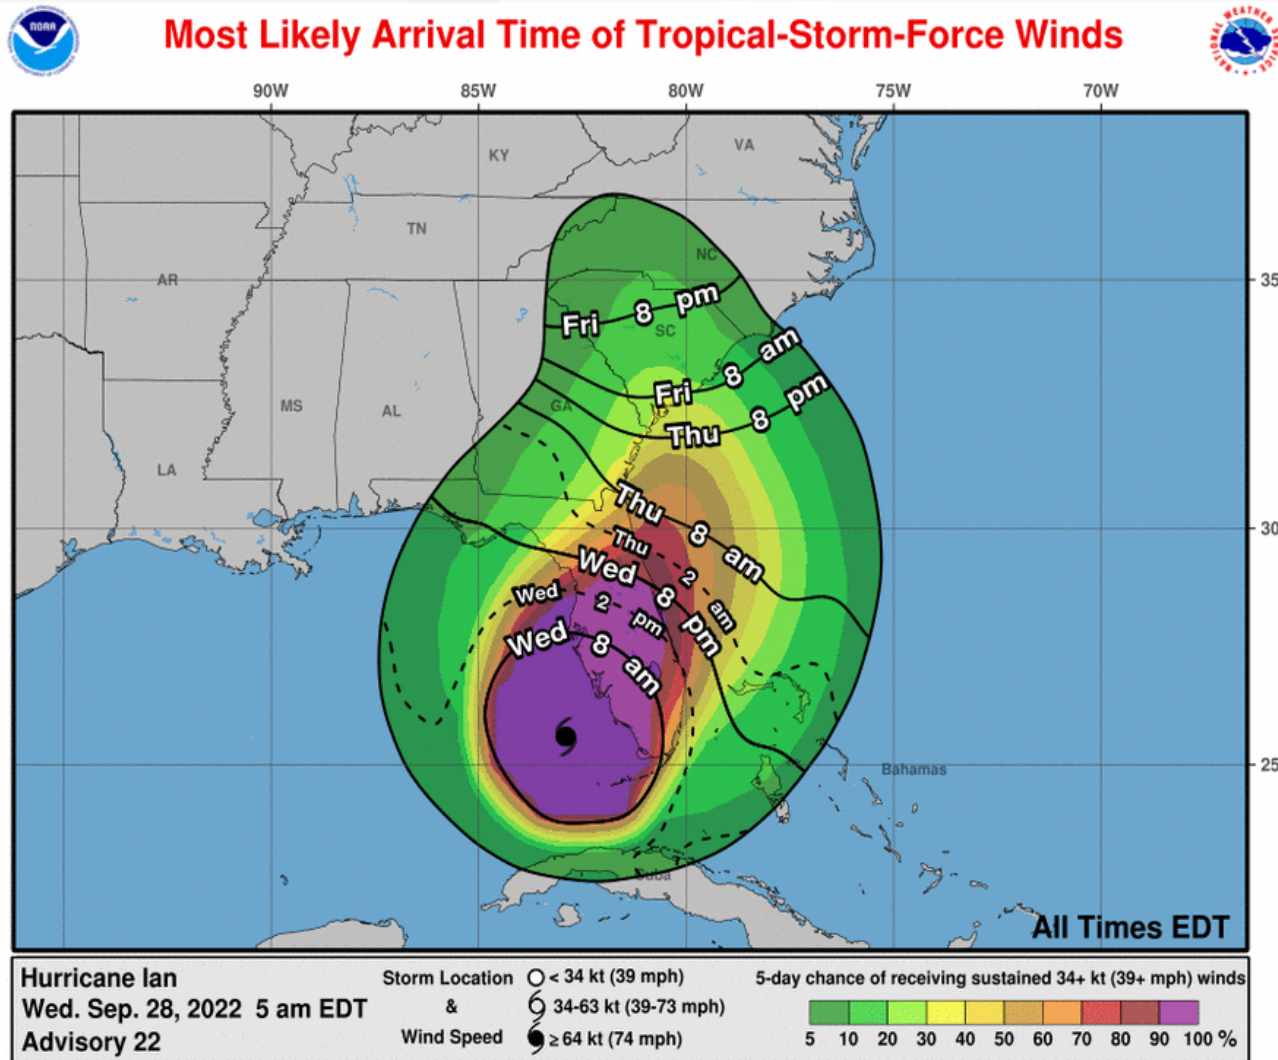 NOAA
Most Likely Arrival Time of Tropical-Storm-Force Winds
NATIONAL WEATHER SERVICE
90W 85W 80W 75W 70W
KY
VA
TN
NC
AR
35
Fri 8 pm
SC
am
8
Fri
pm
8
Thu
MS
AL
GA
LA
Thu
8
am
30
Thu
2
am
Wed
8
pm
Wed
2
pm
Wed
8
am
25
Bahamas
Cuba
All Times EDT
Hurricane Ian
Wed. Sep. 28, 2022 5 am EDT
Advisory 22
Storm Location
&
Wind Speed
< 34 kt (39 mph)
34-63 kt (39-73 mph)
≥ 64 kt (74 mph)
5-day chance of receiving sustained 34+ kt (39+ mph) winds
5 10 20 30 40 50 60 70 80 90 100 %